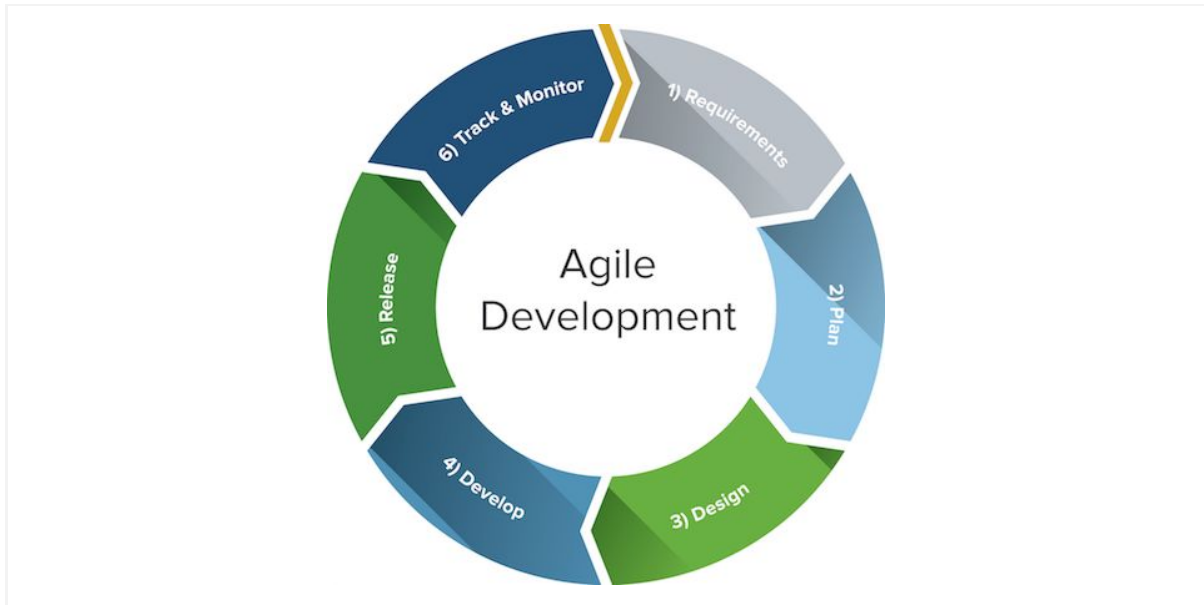 Agile
Development
1) Requirements
2) Plan
3) Design
4) Develop
5) Release
6) Track & Monitor